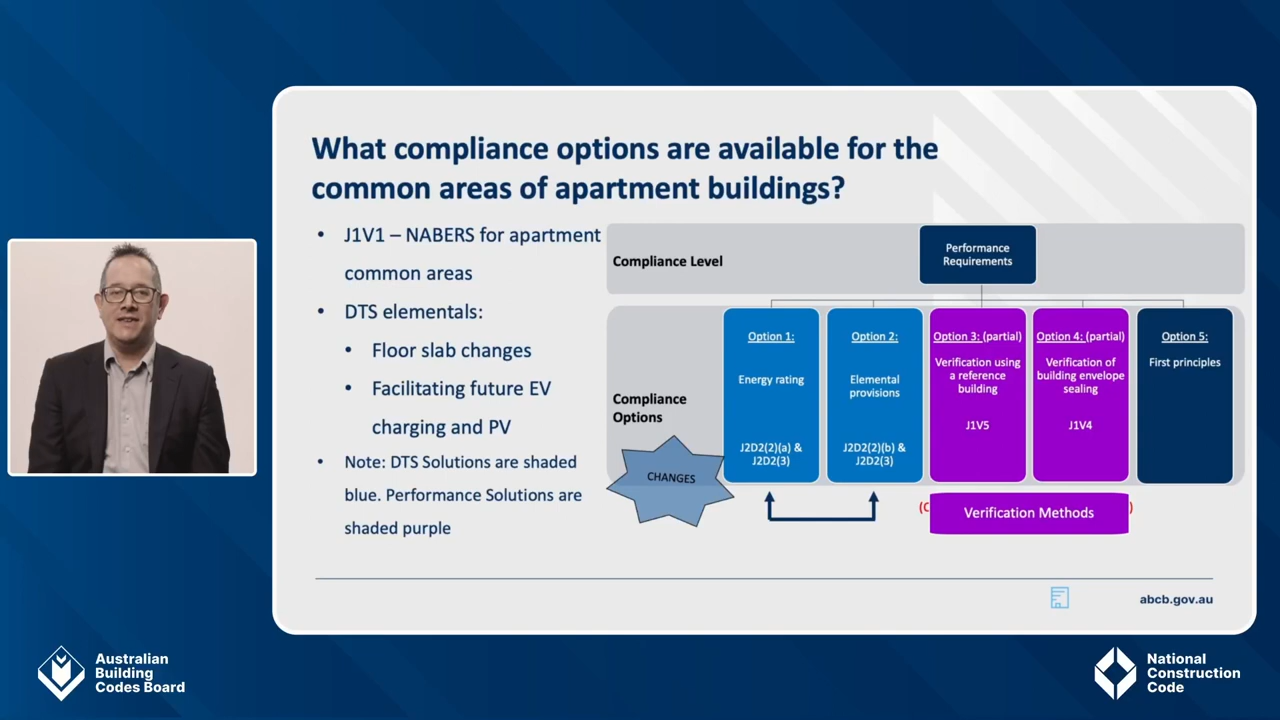 What compliance options are available for the
common areas of apartment buildings?
• J1V1 – NABERS for apartment
common areas
• DTS elementals:
• Floor slab changes
• Facilitating future EV
charging and PV
• Note: DTS Solutions are shaded
blue. Performance Solutions are
shaded purple
Compliance Level
Performance
Requirements
Compliance
Options
CHANGES
Option 1:
Energy rating
J2D2(2)(a) &
J2D2(3)
Option 2:
Elemental
provisions
J2D2(2)(b) &
J2D2(3)
Option 3: (partial)
Verification using
a reference
building
J1V5
Option 4: (partial)
Verification of
building envelope
sealing
J1V4
Option 5:
First principles
Verification Methods
abcb.gov.au
Australian
Building
Codes Board
National
Construction
Code